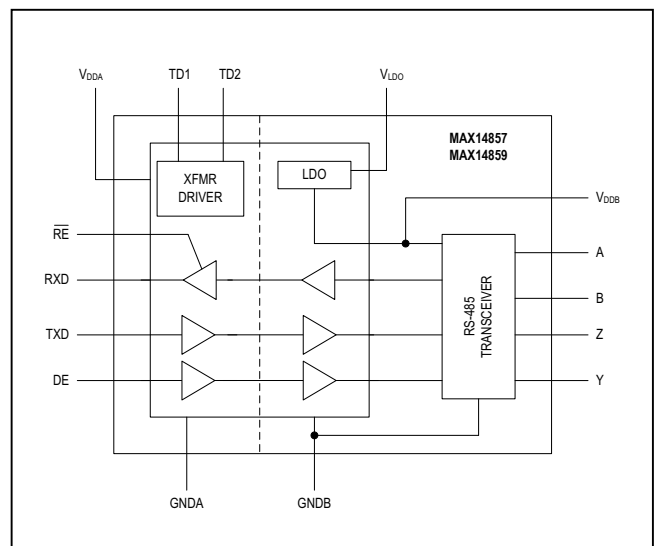 VDDA
TD1
TD2
VLDO
MAX14857
MAX14859
XFMR
DRIVER
LDO
VDDB
RE
A
RXD
B
RS-485
TRANSCEIVER
TXD
Z
DE
Y
GNDA
GNDB